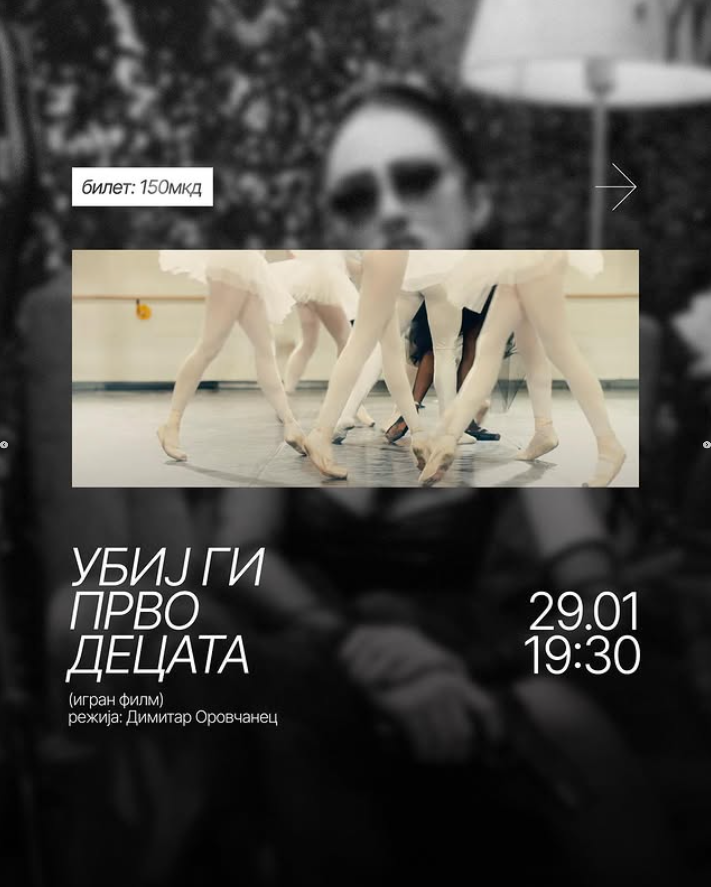 билет: 150мкд
УБИЈ ГИ
ПРВО
ДЕЦАТА
29.01
19:30
(игран филм)
режија: Димитар Оровчанец